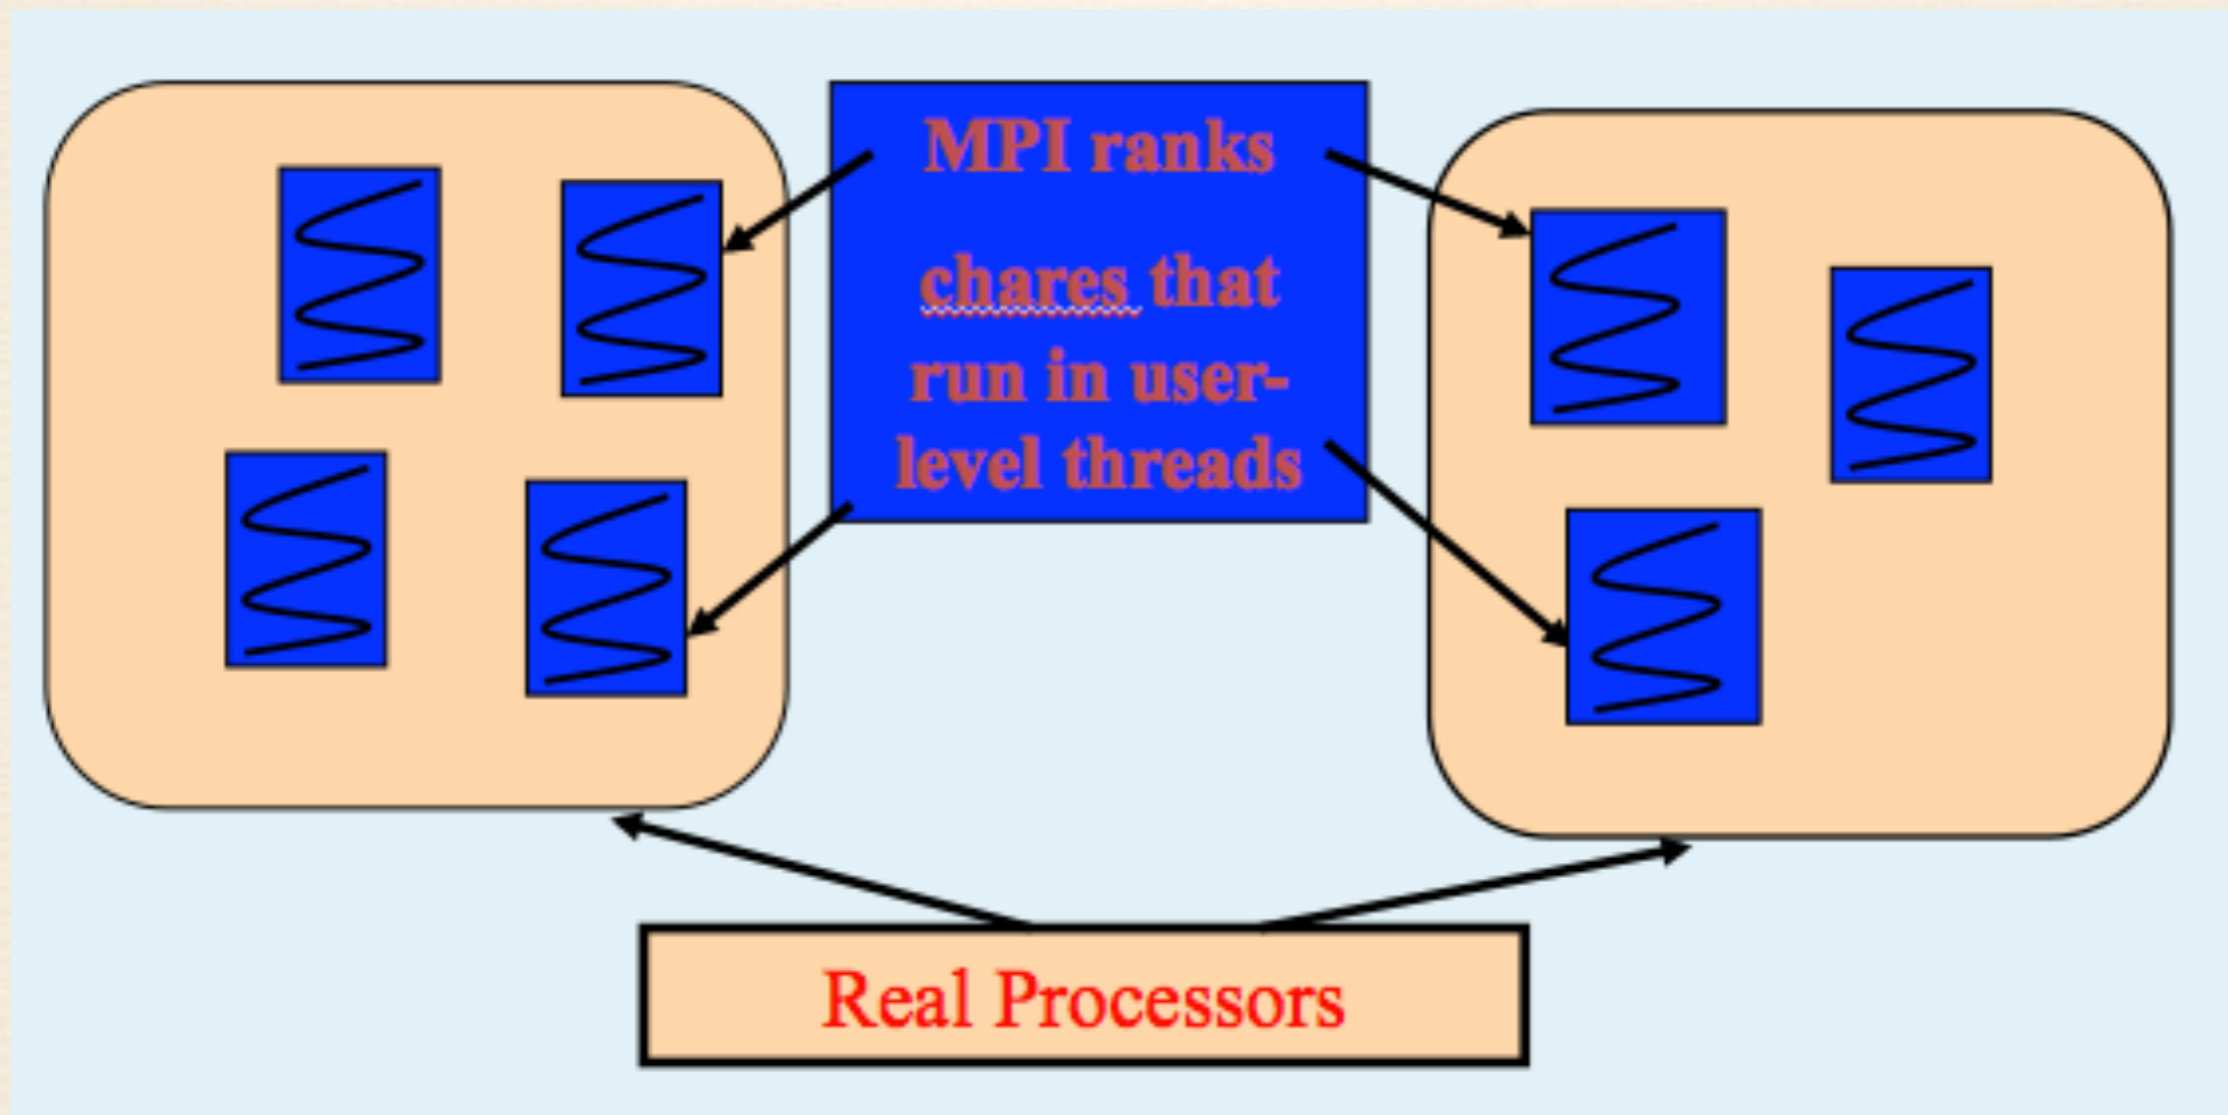 MPI ranks
chares that
run in user-
level threads
Real Processors